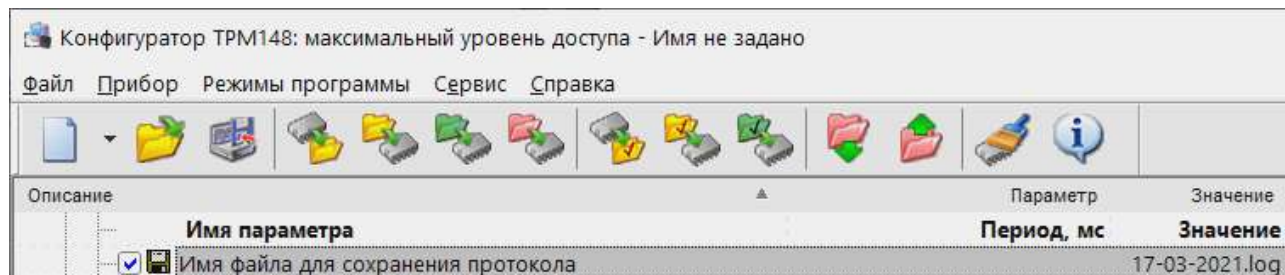 Конфигуратор ТРМ148: максимальный уровень доступа - Имя не задано
Файл Прибор Режимы программы Сервис Справка
Описание Параметр Значение
Имя параметра Период, мс Значение
Имя файла для сохранения протокола 17-03-2021.log